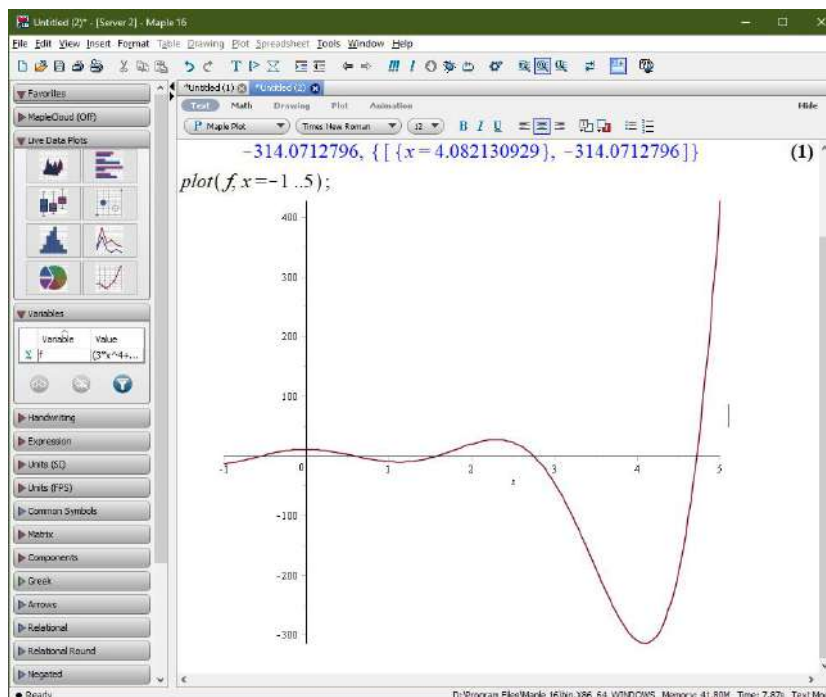 Untitled (2)* - [Server 2] - Maple 16
File Edit View Insert Format Table Drawing Plot Spreadsheet Tools Window Help
*Untitled (1) *Untitled (2)
Text Math Drawing Plot Animation Hide
P Maple Plot Times New Roman 12 B I U
Favorites
MapleCloud (Off)
Live Data Plots
Variables
Variable Value
f (3*x^4+...
Handwriting
Expression
Units (SI)
Units (FPS)
Common Symbols
Matrix
Components
Greek
Arrows
Relational
Relational Round
Negated
Ready
-314.0712796, {[{x=4.082130929}, -314.0712796]} (1)
plot(f, x=-1..5);
400
300
200
100
-1 0 1 2 3 4 5
x
-100
-200
-300
D:\Program Files\Maple 16\bin.X86_64_WINDOWS Memory: 41.80M Time: 7.87s Text Mo